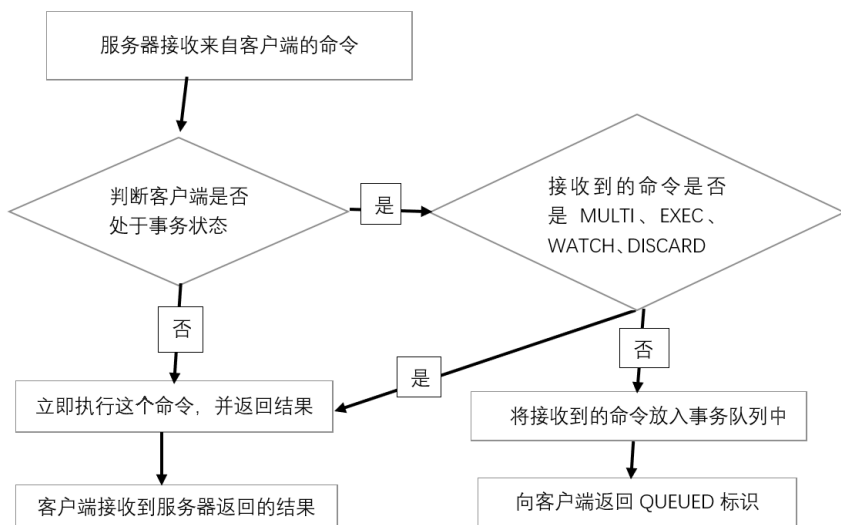 服务器接收来自客户端的命令
判断客户端是否
处于事务状态
是
接收到的命令是否
是 MULTI、EXEC、
WATCH、DISCARD
否
是
否
立即执行这个命令，并返回结果
将接收到的命令放入事务队列中
客户端接收到服务器返回的结果
向客户端返回 QUEUED 标识